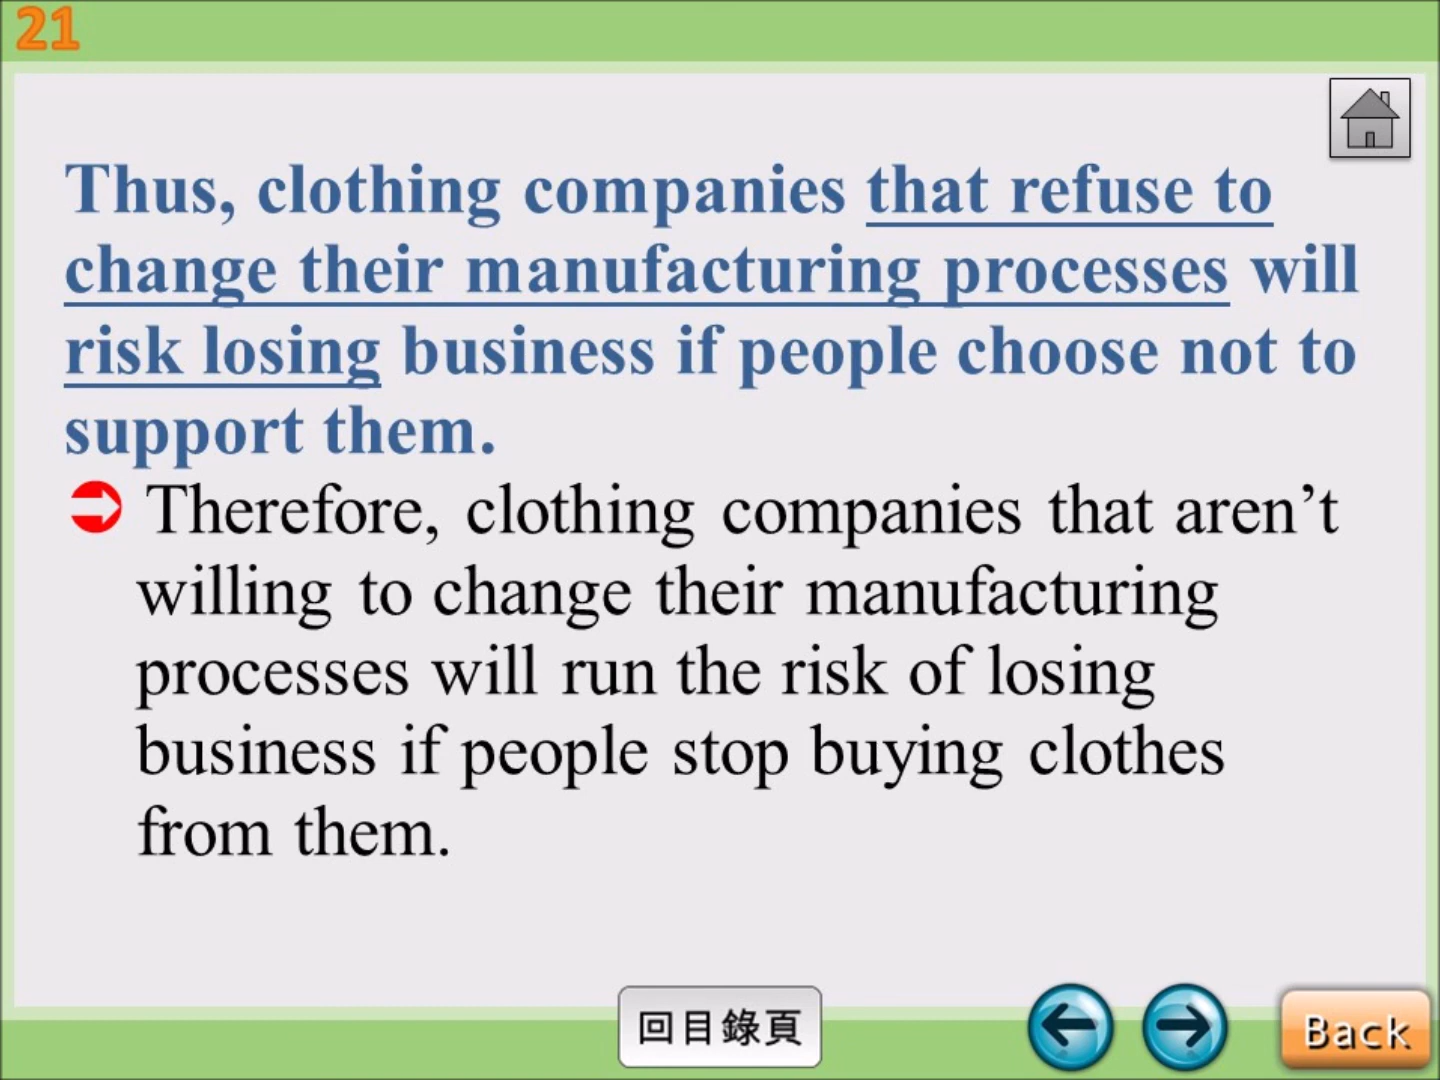 21
Thus, clothing companies that refuse to
change their manufacturing processes will
risk losing business if people choose not to
support them.
Therefore, clothing companies that aren’t
willing to change their manufacturing
processes will run the risk of losing
business if people stop buying clothes
from them.
回目錄頁
Back